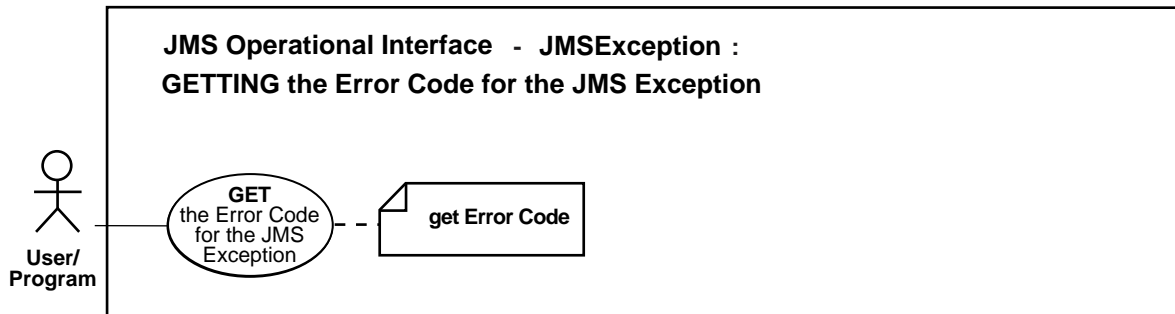 JMS Operational Interface - JMSException :
GETTING the Error Code for the JMS Exception
GET
the Error Code
for the JMS
Exception
get Error Code
User/
Program